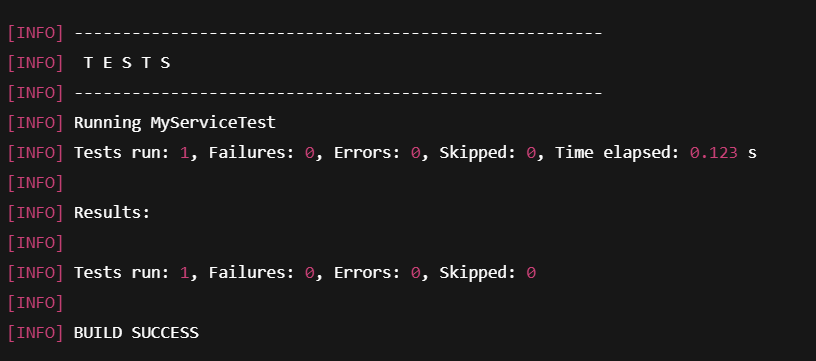 [INFO] -------------------------------------------------------
[INFO]  T E S T S
[INFO] -------------------------------------------------------
[INFO] Running MyServiceTest
[INFO] Tests run: 1, Failures: 0, Errors: 0, Skipped: 0, Time elapsed: 0.123 s
[INFO]
[INFO] Results:
[INFO]
[INFO] Tests run: 1, Failures: 0, Errors: 0, Skipped: 0
[INFO]
[INFO] BUILD SUCCESS